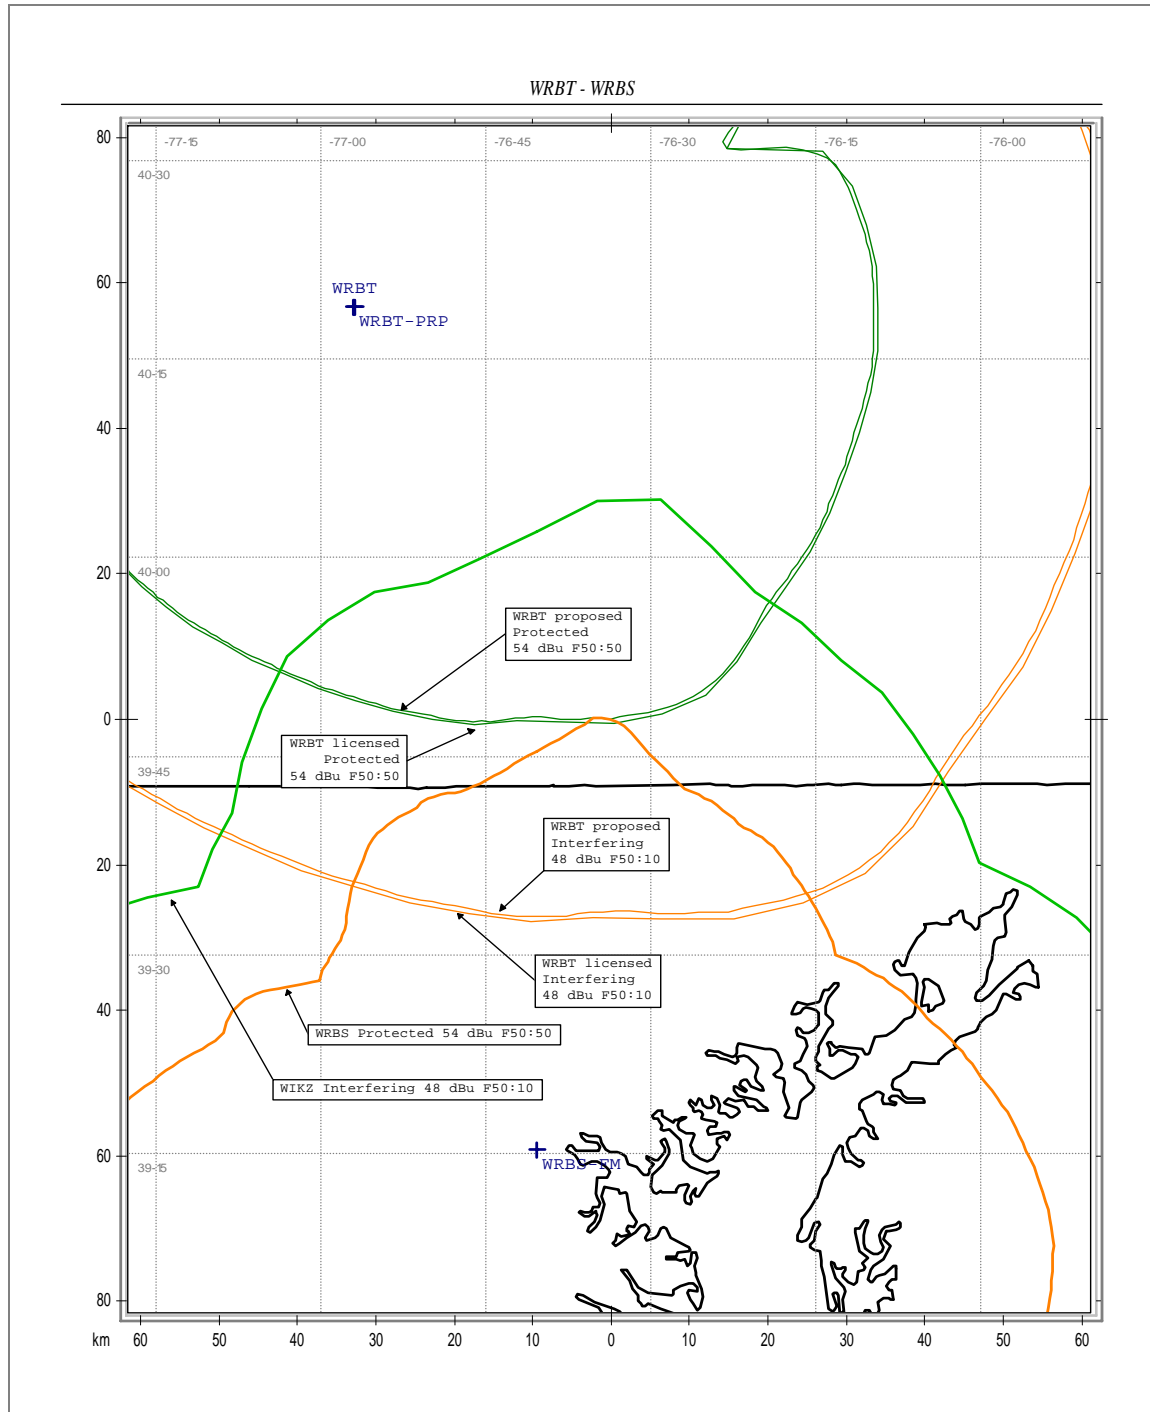 WRBT - WRBS
80
-77-15
-77-00
-76-45
-76-30
-76-15
-76-00
40-30
60
WRBT
WRBT-PRP
40-15
40
20
40-00
WRBT proposed
Protected
54 dBu F50:50
0
WRBT licensed
Protected
54 dBu F50:50
39-45
WRBT proposed
Interfering
48 dBu F50:10
20
WRBT licensed
Interfering
48 dBu F50:10
39-30
40
WRBS Protected 54 dBu F50:50
WIKZ Interfering 48 dBu F50:10
60
39-15
WRBS-FM
80
km 60 50 40 30 20 10 0 10 20 30 40 50 60